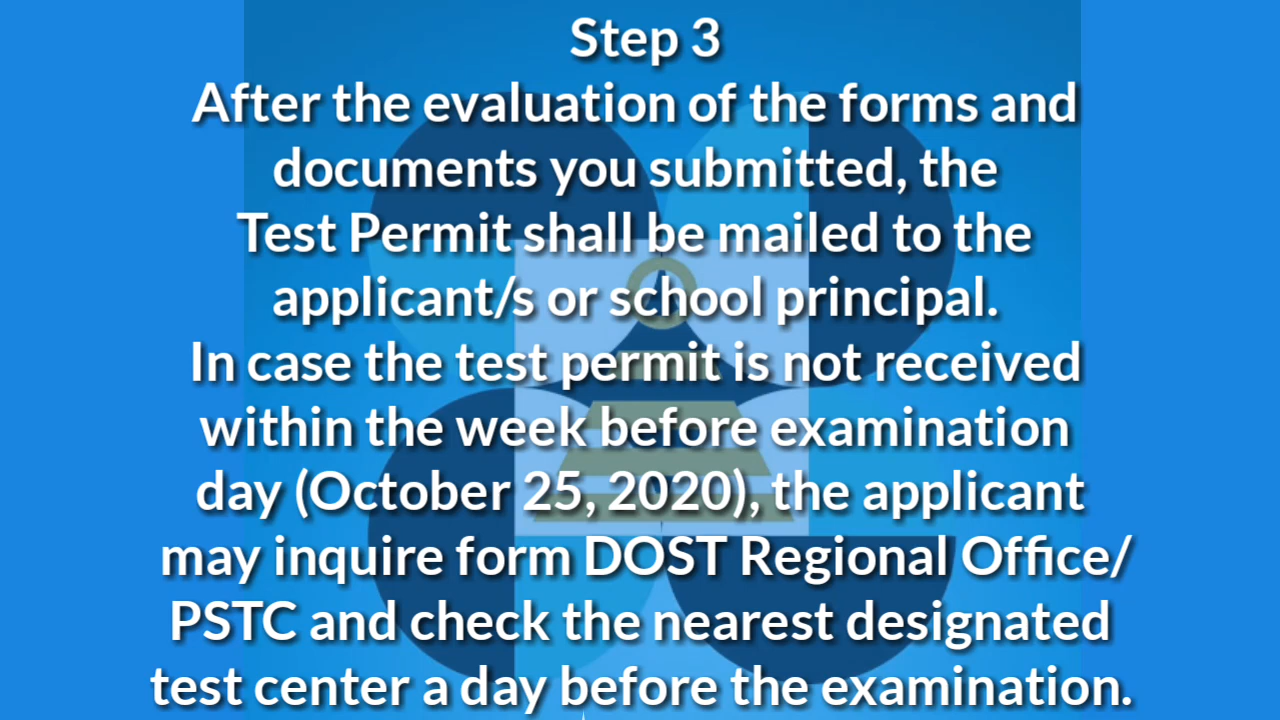 Step 3
After the evaluation of the forms and
documents you submitted, the
Test Permit shall be mailed to the
applicant/s or school principal.
In case the test permit is not received
within the week before examination
day (October 25, 2020), the applicant
may inquire form DOST Regional Office/
PSTC and check the nearest designated
test center a day before the examination.